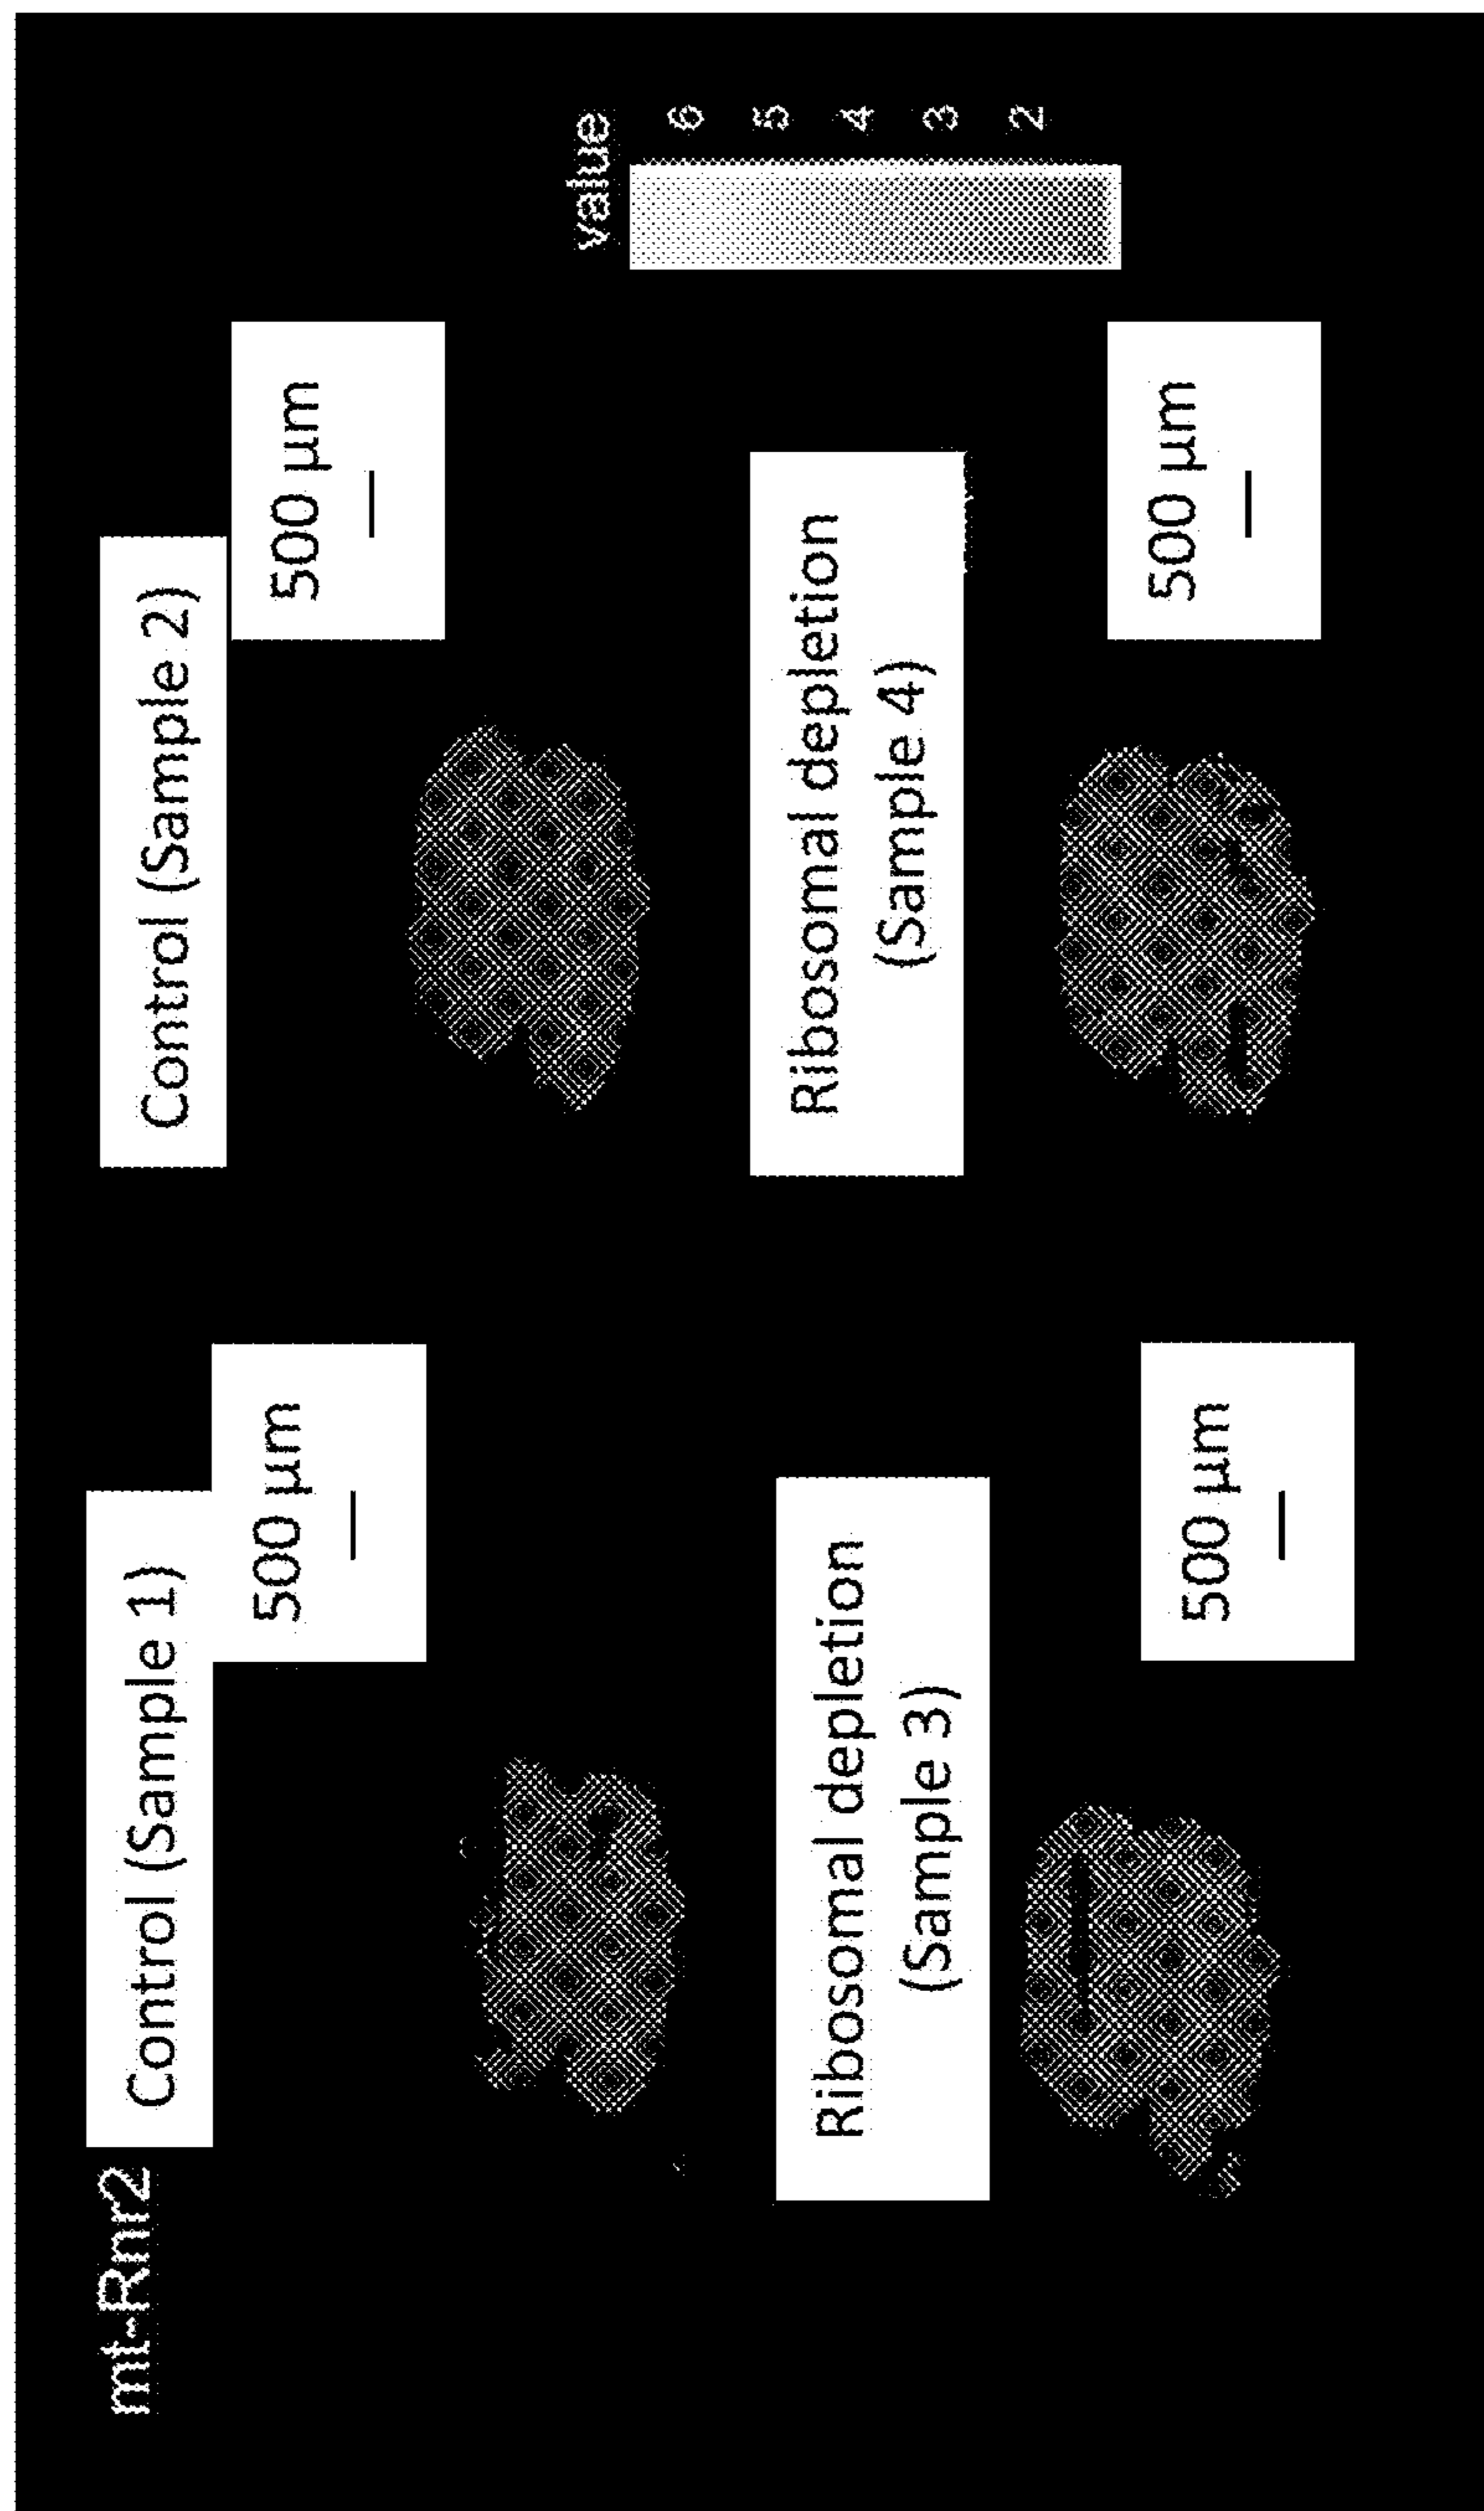 mt-Rnr2
Control (Sample 1)
500 µm
Control (Sample 2)
500 µm
value
6
5
4
3
2
Ribosomal depletion
(Sample 3)
500 µm
Ribosomal depletion
(Sample 4)
500 µm